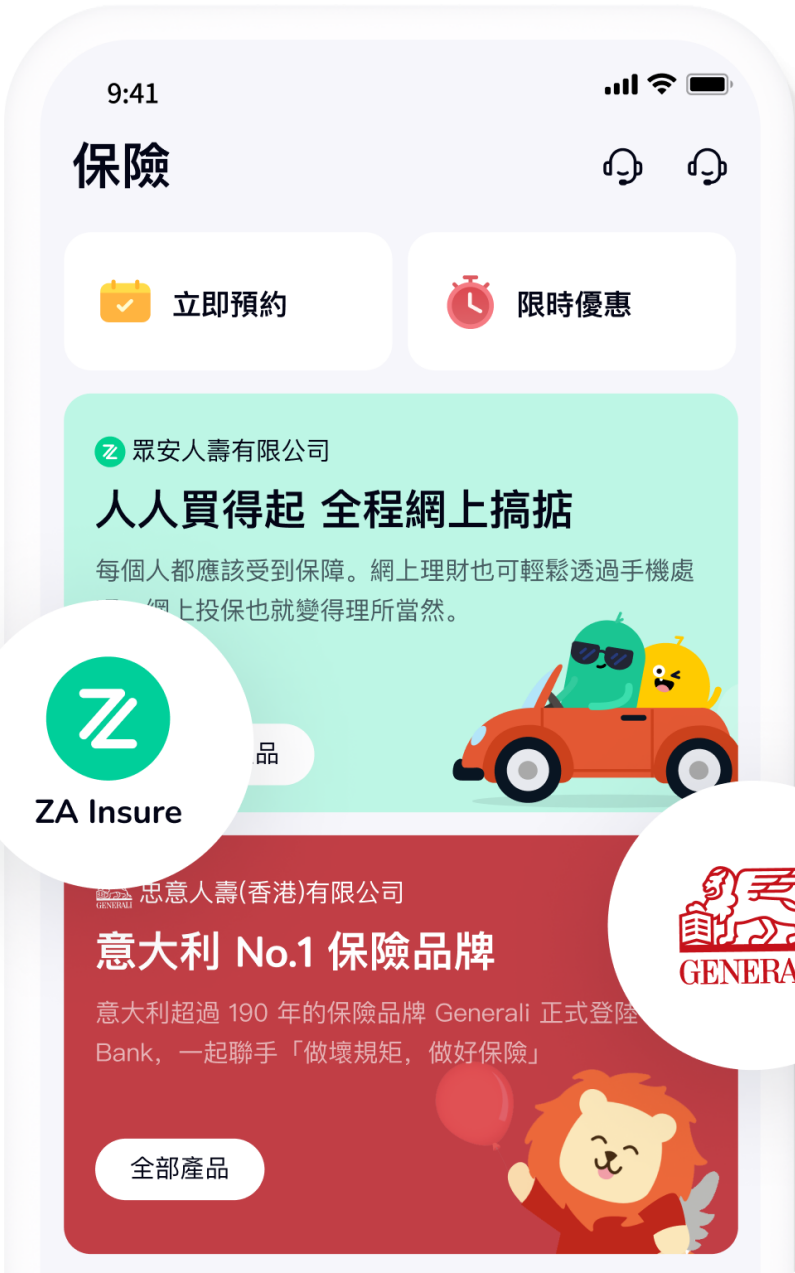 9:41
保險
立即預約
限時優惠
眾安人壽有限公司
人人買得起 全程網上搞掂
每個人都應該受到保障。網上理財也可輕鬆透過手機處
網上投保也就變得理所當然。
品
ZA Insure
GENERALI 忠意人壽(香港)有限公司
意大利 No.1 保險品牌
意大利超過 190 年的保險品牌 Generali 正式登陸
Bank，一起聯手「做壞規矩，做好保險」
GENERA
全部產品